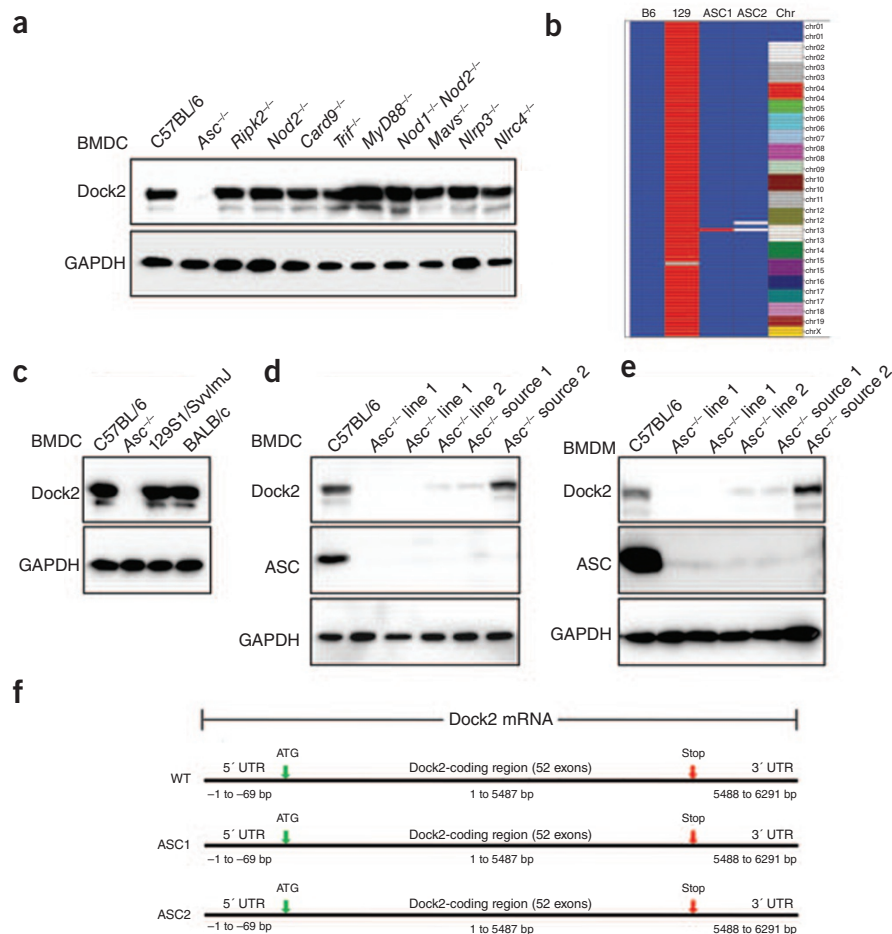 a
BMDC
C57BL/6
Asc–/–
Ripk2–/–
Nod2–/–
Card9–/–
Trif–/–
MyD88–/–
Nod1–/– Nod2–/–
Mavs–/–
Nlrp3–/–
Nlrc4–/–
Dock2
GAPDH
b
B6 129 ASC1 ASC2 Chr
chr01
chr01
chr02
chr02
chr03
chr03
chr04
chr04
chr05
chr06
chr06
chr07
chr08
chr08
chr09
chr10
chr10
chr11
chr12
chr12
chr13
chr13
chr14
chr15
chr15
chr16
chr17
chr17
chr18
chr19
chrX
c
BMDC
C57BL/6
Asc–/–
129S1/SvvImJ
BALB/c
Dock2
GAPDH
d
BMDC
C57BL/6
Asc–/– line 1
Asc–/– line 1
Asc–/– line 2
Asc–/– source 1
Asc–/– source 2
Dock2
ASC
GAPDH
e
BMDM
C57BL/6
Asc–/– line 1
Asc–/– line 1
Asc–/– line 2
Asc–/– source 1
Asc–/– source 2
Dock2
ASC
GAPDH
f
Dock2 mRNA
ATG Stop
WT 5´ UTR Dock2-coding region (52 exons) 3´ UTR
–1 to –69 bp 1 to 5487 bp 5488 to 6291 bp
ATG Stop
ASC1 5´ UTR Dock2-coding region (52 exons) 3´ UTR
–1 to –69 bp 1 to 5487 bp 5488 to 6291 bp
ATG Stop
ASC2 5´ UTR Dock2-coding region (52 exons) 3´ UTR
–1 to –69 bp 1 to 5487 bp 5488 to 6291 bp